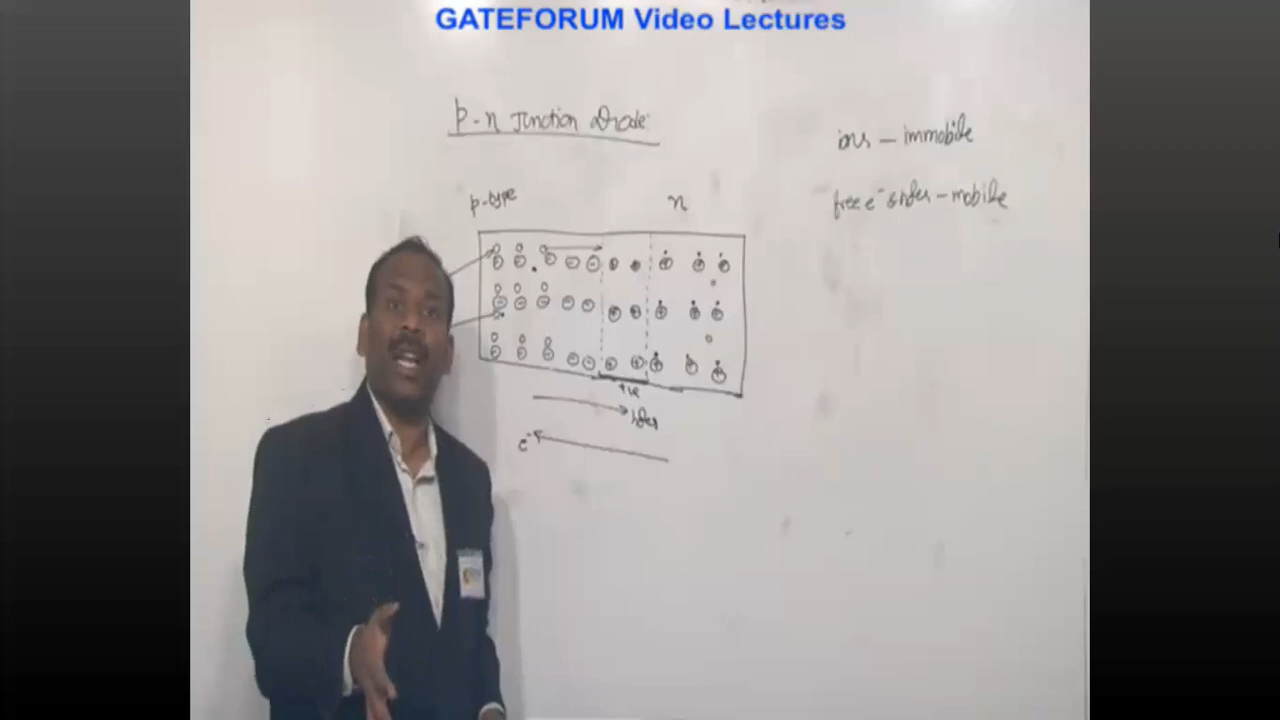 GATEFORUM Video Lectures
p-n Junction diode
ions - immobile
free e⁻ & holes - mobile
p-type
n
+ve
holes
e⁻